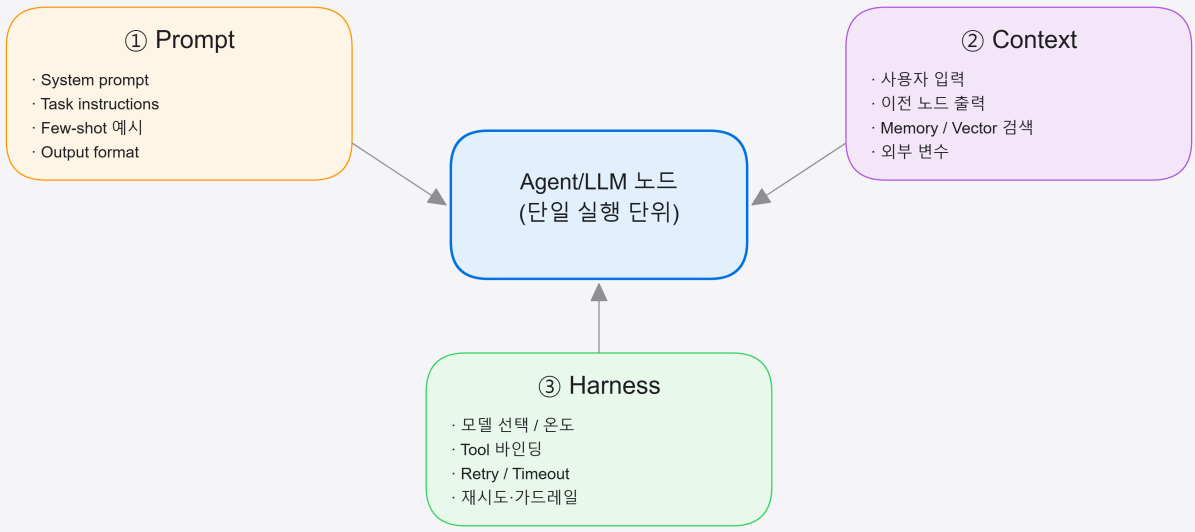 ① Prompt
· System prompt
· Task instructions
· Few-shot 예시
· Output format
② Context
· 사용자 입력
· 이전 노드 출력
· Memory / Vector 검색
· 외부 변수
Agent/LLM 노드
(단일 실행 단위)
③ Harness
· 모델 선택 / 온도
· Tool 바인딩
· Retry / Timeout
· 재시도·가드레일